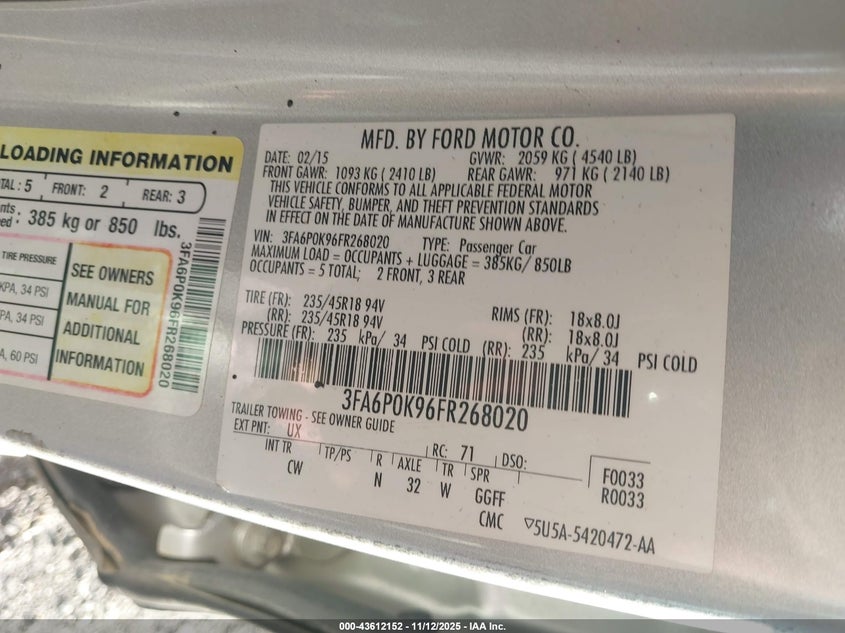 LOADING INFORMATION
TAL: 5 FRONT: 2 REAR: 3
385 kg or 850 lbs.
TIRE PRESSURE
KPA, 34 PSI
PA, 34 PSI
A, 60 PSI
SEE OWNERS
MANUAL FOR
ADDITIONAL
INFORMATION
3FA6P0K96FR268020
MFD. BY FORD MOTOR CO.
DATE: 02/15 GVWR: 2059 KG (4540 LB)
FRONT GAWR: 1093 KG (2410 LB) REAR GAWR: 971 KG (2140 LB)
THIS VEHICLE CONFORMS TO ALL APPLICABLE FEDERAL MOTOR
VEHICLE SAFETY, BUMPER, AND THEFT PREVENTION STANDARDS
IN EFFECT ON THE DATE OF MANUFACTURE SHOWN ABOVE.
VIN: 3FA6P0K96FR268020 TYPE: Passenger Car
MAXIMUM LOAD = OCCUPANTS + LUGGAGE = 385KG/ 850LB
OCCUPANTS = 5 TOTAL; 2 FRONT, 3 REAR
TIRE (FR): 235/45R18 94V RIMS (FR): 18x8.0J
(RR): 235/45R18 94V (RR): 18x8.0J
PRESSURE (FR): 235 kPa/ 34 PSI COLD (RR): 235 kPa/ 34 PSI COLD
3FA6P0K96FR268020
TRAILER TOWING - SEE OWNER GUIDE
EXT PNT: UX RC: 71 DSO:
INT TR TP/PS R AXLE TR SPR
CW N 32 W GGFF
CMC
F0033
R0033
5U5A-5420472-AA
000-43612152 - 11/12/2025 - IAA Inc.